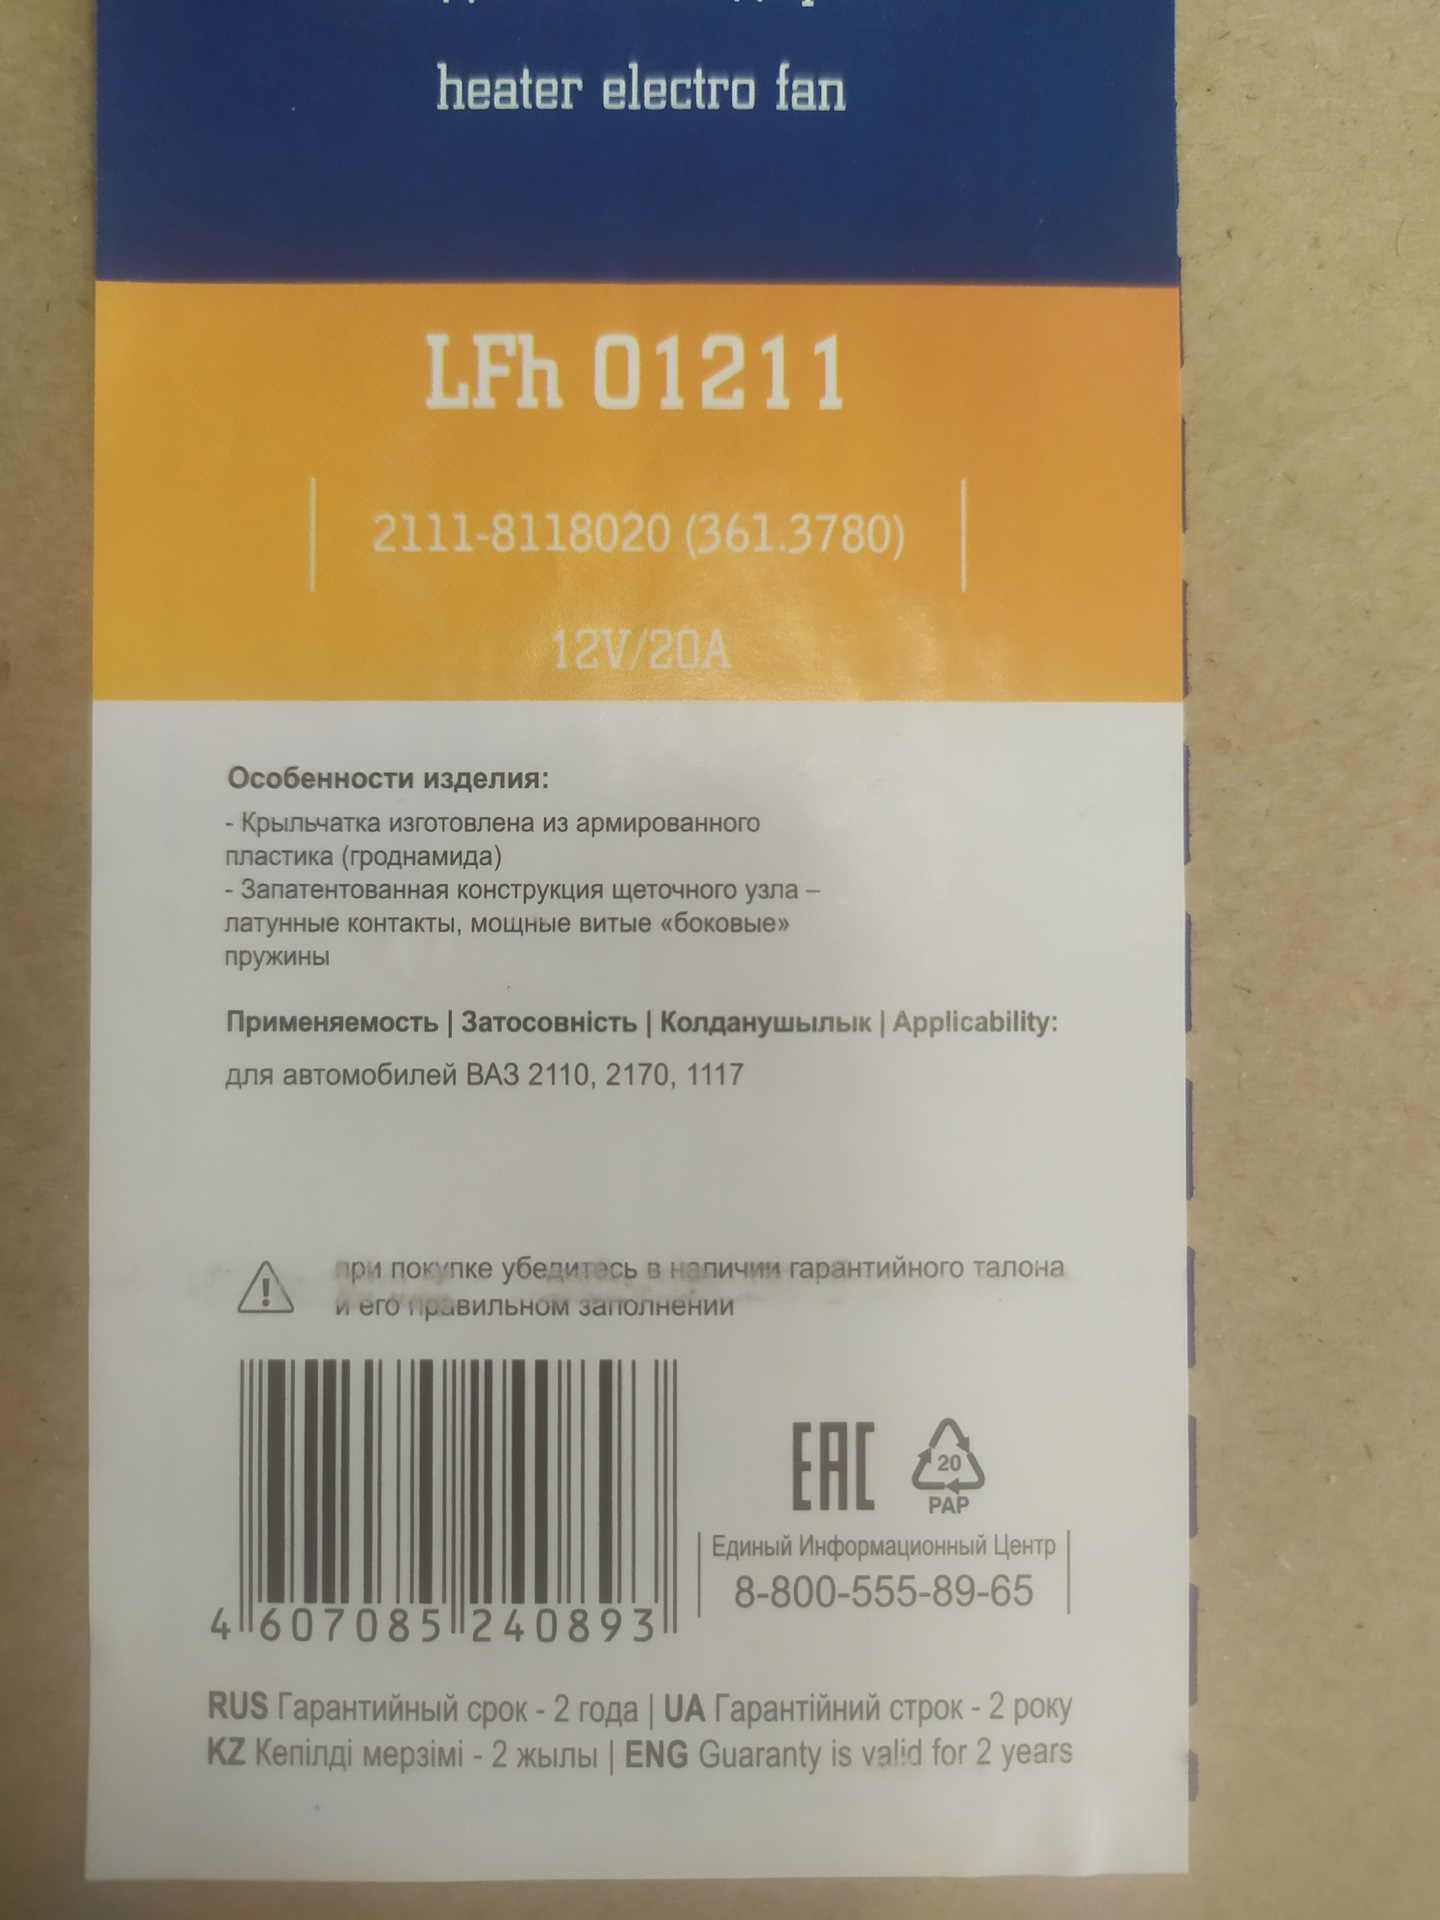 heater electro fan
LFh 01211
2111-8118020 (361.3780)
12V/20A
Особенности изделия:
- Крыльчатка изготовлена из армированного
пластика (гроднамида)
- Запатентованная конструкция щеточного узла –
латунные контакты, мощные витые «боковые»
пружины
Применяемость | Затосовність | Колданушылык | Applicability:
для автомобилей ВАЗ 2110, 2170, 1117
при покупке убедитесь в наличии гарантийного талона
и его правильном заполнении
EAC
20
PAP
Единый Информационный Центр
8-800-555-89-65
4 607085 240893
RUS Гарантийный срок - 2 года | UA Гарантійний строк - 2 року
KZ Кепілді мерзімі - 2 жылы | ENG Guaranty is valid for 2 years